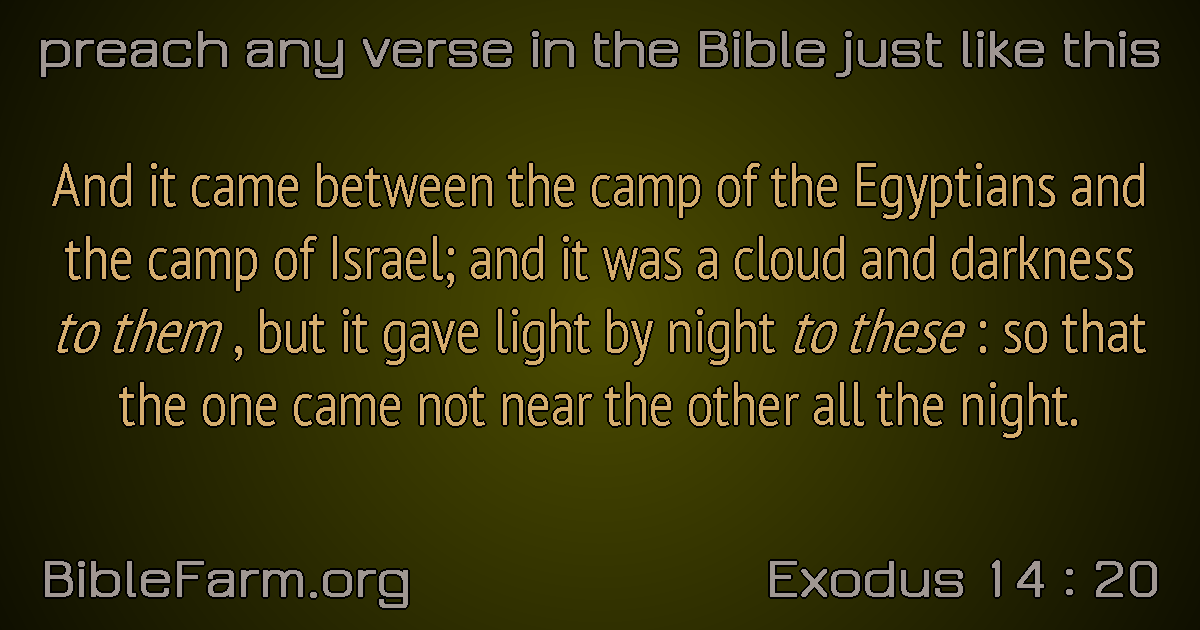 preach any verse in the Bible just like this
And it came between the camp of the Egyptians and
the camp of Israel; and it was a cloud and darkness
to them , but it gave light by night to these : so that
the one came not near the other all the night.
BibleFarm.org
Exodus 14 : 20